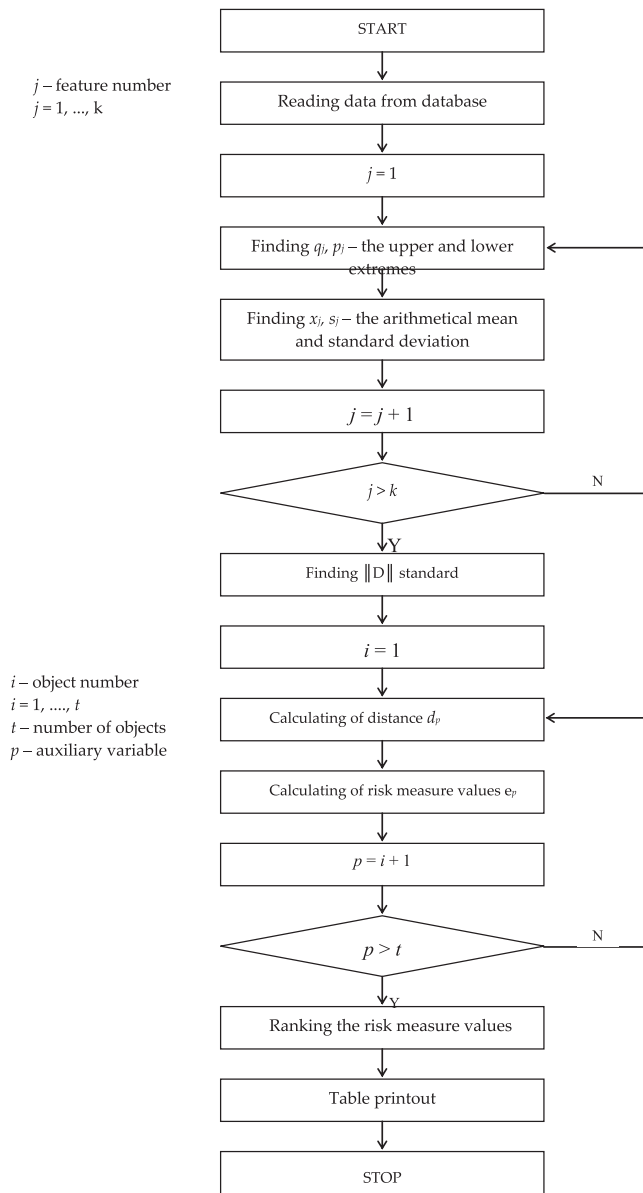 START
j – feature number
j = 1, ..., k
Reading data from database
j = 1
Finding qj, pj – the upper and lower
extremes
Finding xj, sj – the arithmetical mean
and standard deviation
j = j + 1
j > k
N
Y
Finding ‖D‖ standard
i = 1
i – object number
i = 1, ...., t
t – number of objects
p – auxiliary variable
Calculating of distance dp
Calculating of risk measure values ep
p = i + 1
p > t
N
Y
Ranking the risk measure values
Table printout
STOP